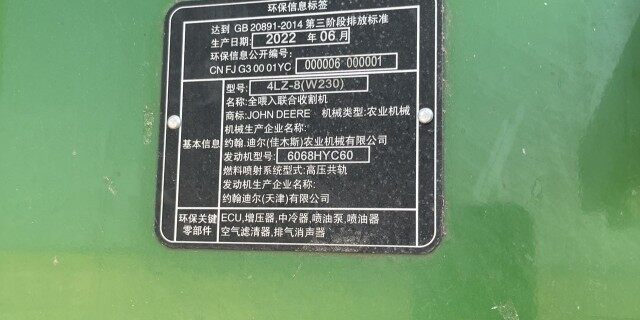 环保信息标签
达到 GB 20891-2014 第三阶段排放标准
生产日期: 2022 年 06 月
环保信息公开编号:
CN FJ G3 00 01YC 000006 000001
基本信息
型号: 4LZ-8(W230)
名称:全喂入联合收割机
商标:JOHN DEERE 机械类型:农业机械
机械生产企业名称:
约翰.迪尔(佳木斯)农业机械有限公司
发动机型号: 6068HYC60
燃料喷射系统型式:高压共轨
发动机生产企业名称:
约翰迪尔(天津)有限公司
环保关键
零部件
ECU,增压器,中冷器,喷油泵,喷油器
空气滤清器,排气消声器